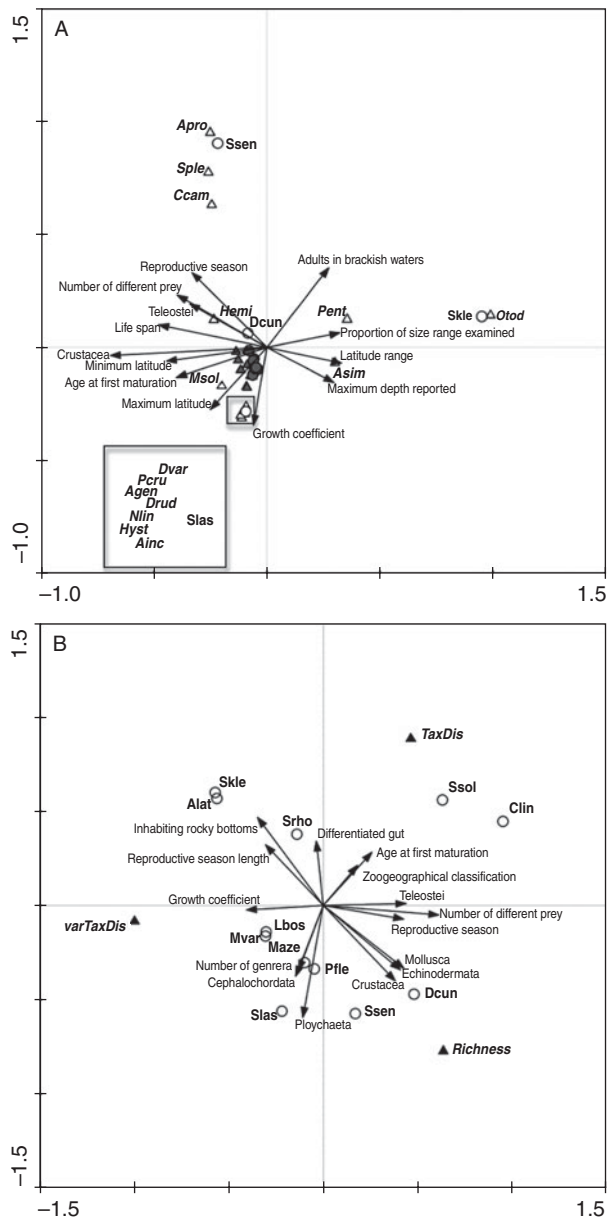 1.5
A
Apro
Ssen
Sple
Ccam
Reproductive season
Adults in brackish waters
Number of different prey
Teleostei
Hemi
Dcun
Pent
Skle
Otod
Life span
Proportion of size range examined
Crustacea
Minimum latitude
Latitude range
Age at first maturation
Msol
Asim
Maximum depth reported
Maximum latitude
Growth coefficient
Dvar
Pcru
Agen
Drud
Nlin
Slas
Hyst
Ainc
−1.0
−1.0
1.5
1.5
B
TaxDis
Skle
Alat
Ssol
Clin
Inhabiting rocky bottoms
Srho
Differentiated gut
Reproductive season length
Age at first maturation
Zoogeographical classification
Growth coefficient
Teleostei
Number of different prey
varTaxDis
Lbos
Reproductive season
Mvar
Maze
Number of genrera
Pfle
Mollusca
Echinodermata
Cephalochordata
Crustacea
Dcun
Slas
Ploychaeta
Ssen
Richness
−1.5
−1.5
1.5